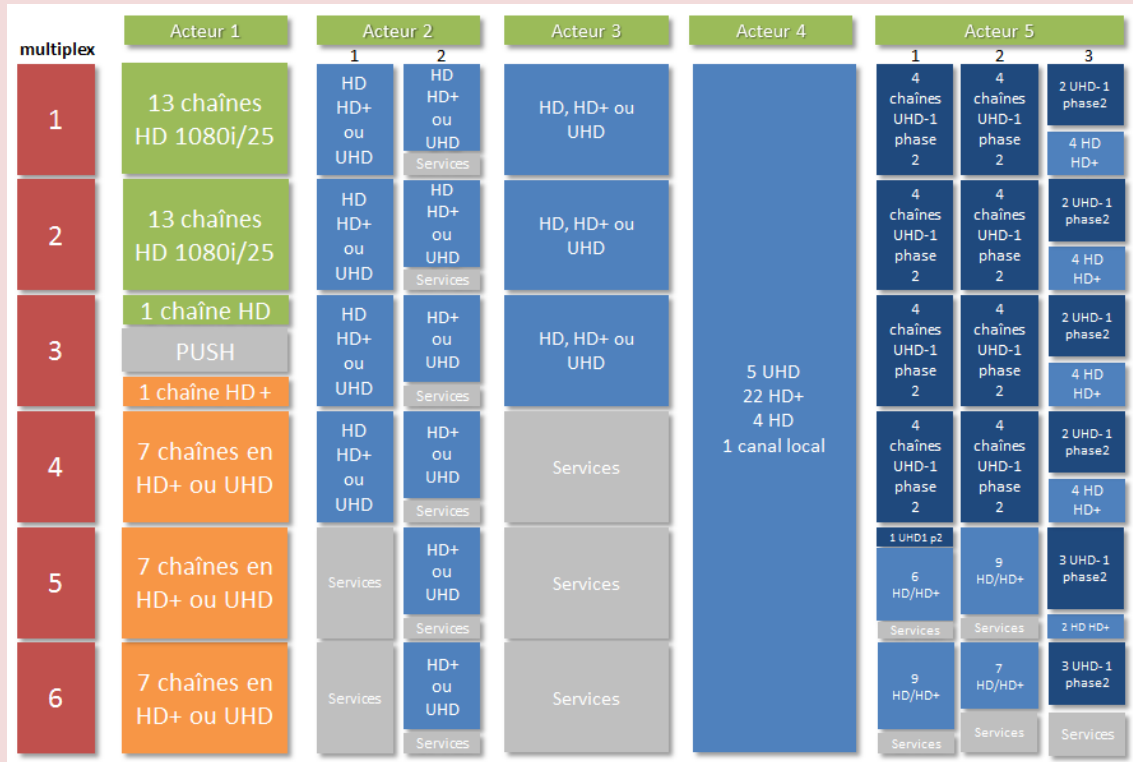 Acteur 1
Acteur 2
Acteur 3
Acteur 4
Acteur 5
multiplex
1
2
1
2
3
1
13 chaînes
HD 1080i/25
HD
HD+
ou
UHD
HD
HD+
ou
UHD
Services
HD, HD+ ou
UHD
4
chaînes
UHD-1
phase
2
4
chaînes
UHD-1
phase
2
2 UHD-1
phase2
4 HD
HD+
2
13 chaînes
HD 1080i/25
HD
HD+
ou
UHD
HD
HD+
ou
UHD
Services
HD, HD+ ou
UHD
4
chaînes
UHD-1
phase
2
4
chaînes
UHD-1
phase
2
2 UHD-1
phase2
4 HD
HD+
3
1 chaîne HD
PUSH
1 chaîne HD +
HD
HD+
ou
UHD
HD+
ou
UHD
Services
HD, HD+ ou
UHD
5 UHD
22 HD+
4 HD
1 canal local
4
chaînes
UHD-1
phase
2
4
chaînes
UHD-1
phase
2
2 UHD-1
phase2
4 HD
HD+
4
7 chaînes en
HD+ ou UHD
HD
HD+
ou
UHD
HD+
ou
UHD
Services
Services
4
chaînes
UHD-1
phase
2
4
chaînes
UHD-1
phase
2
2 UHD-1
phase2
4 HD
HD+
5
7 chaînes en
HD+ ou UHD
Services
HD+
ou
UHD
Services
Services
1 UHD1 p2
6
HD/HD+
Services
9
HD/HD+
Services
3 UHD-1
phase2
2 HD HD+
6
7 chaînes en
HD+ ou UHD
Services
HD+
ou
UHD
Services
Services
9
HD/HD+
Services
7
HD/HD+
Services
3 UHD-1
phase2
Services